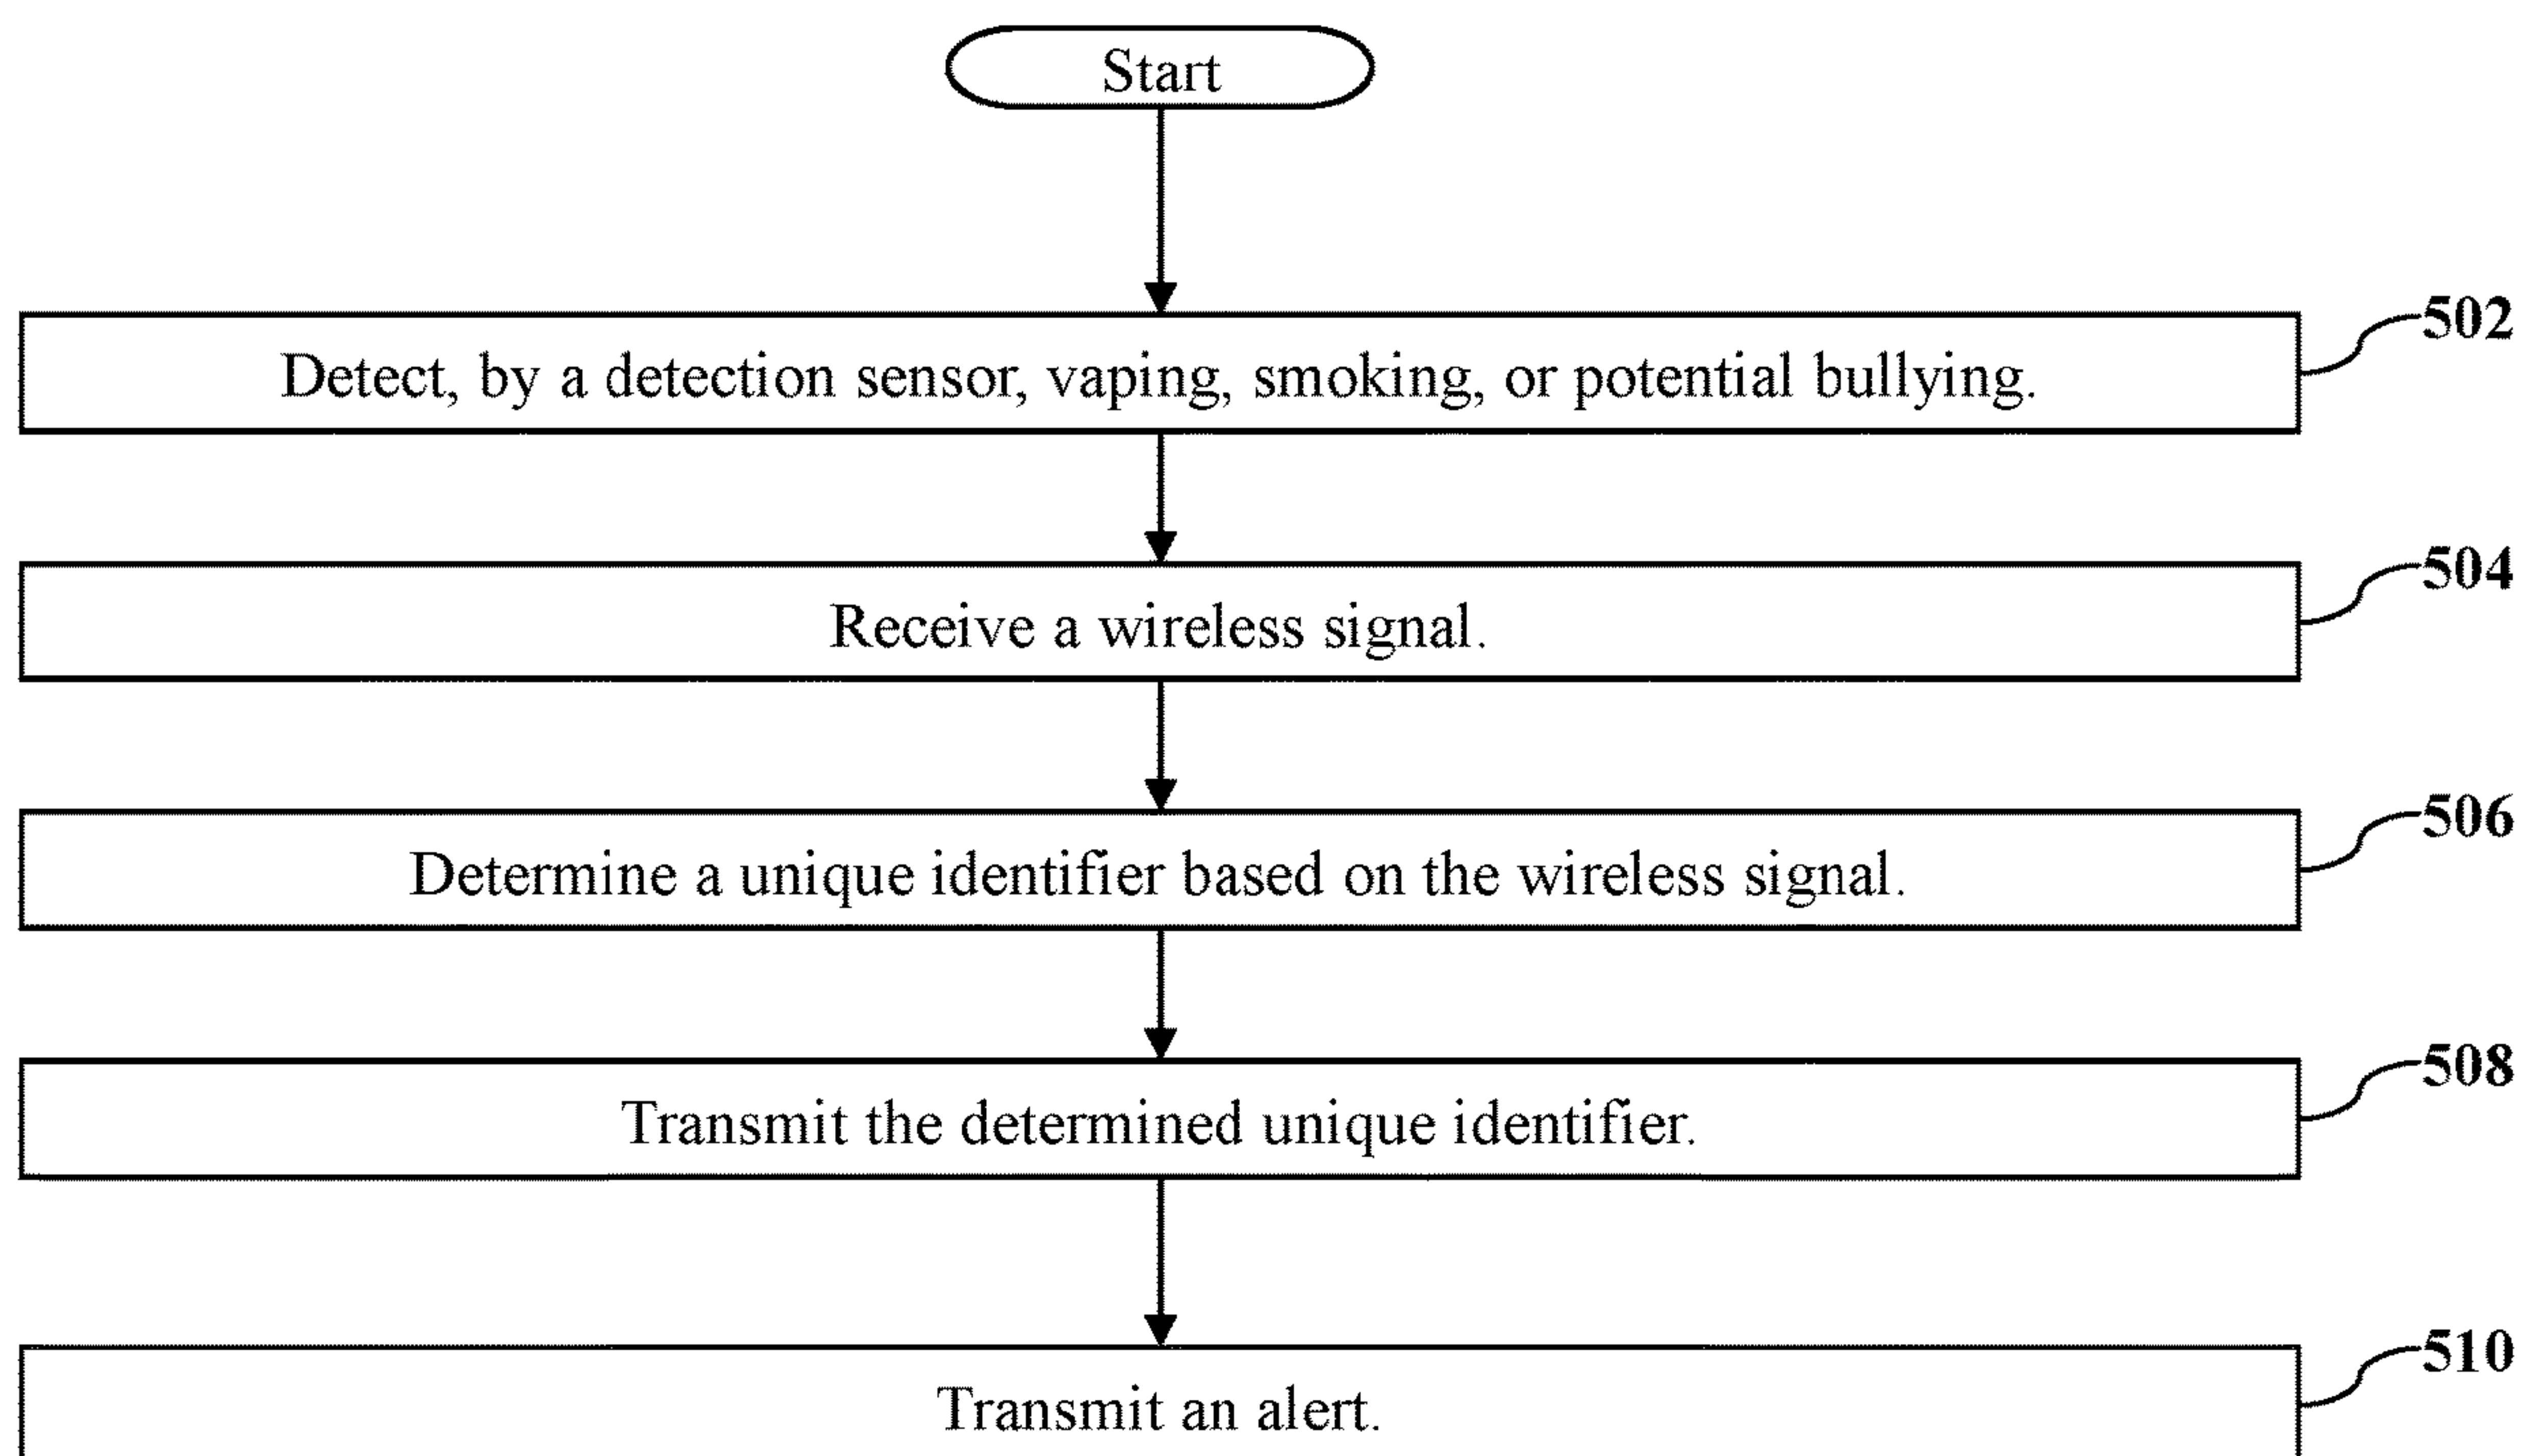 Start
502
Detect, by a detection sensor, vaping, smoking, or potential bullying.
504
Receive a wireless signal.
506
Determine a unique identifier based on the wireless signal.
508
Transmit the determined unique identifier.
510
Transmit an alert.